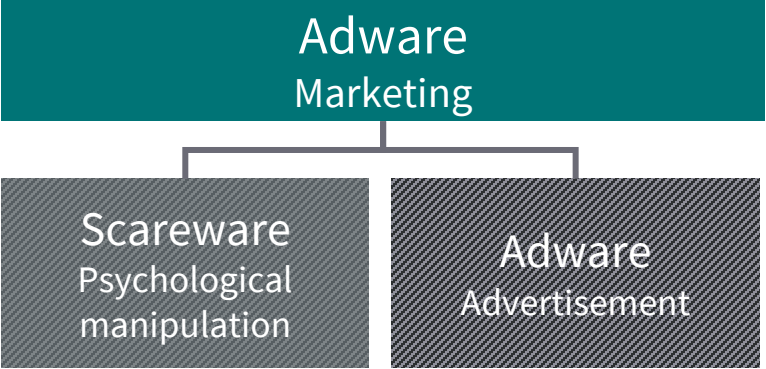 Adware
Marketing
Scareware
Psychological
manipulation
Adware
Advertisement